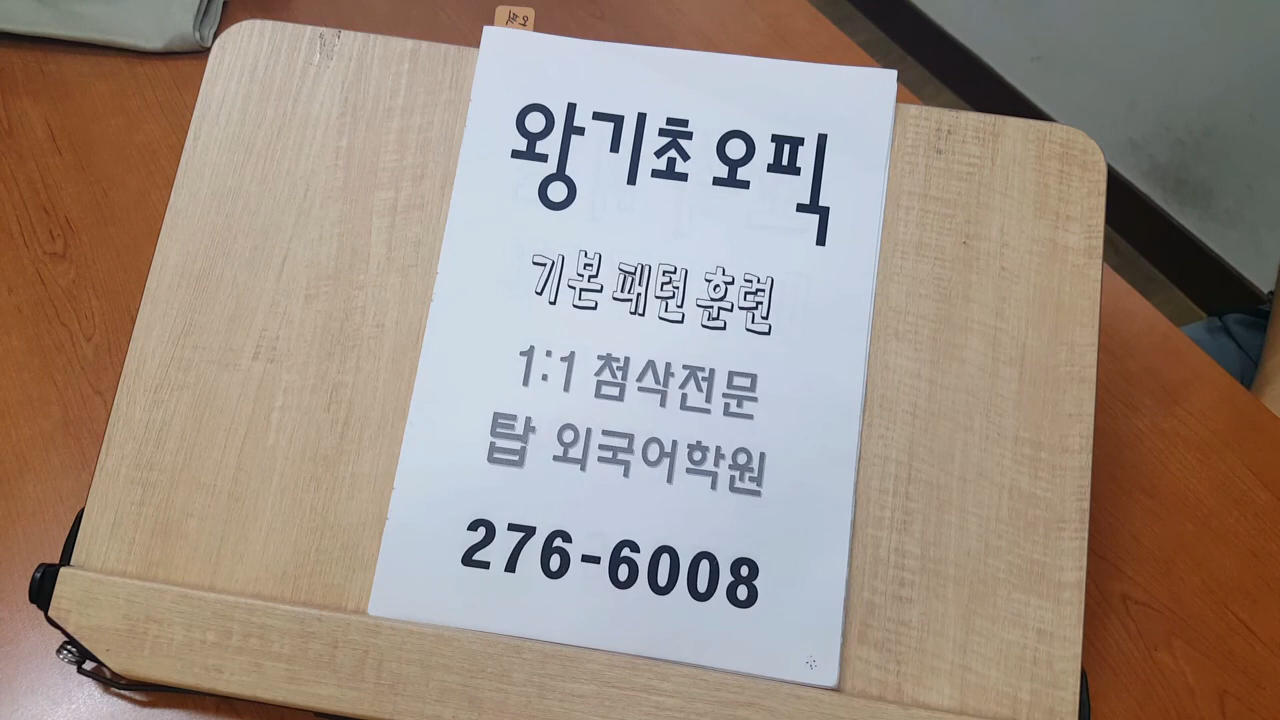 왕기초 오픽
기본 패턴 훈련
1:1 첨삭전문
탑 외국어학원
276-6008